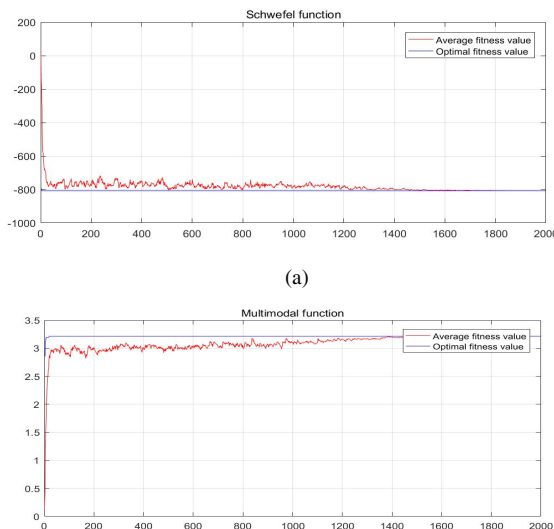 Schwefel function
200
0
-200
-400
-600
-800
-1000
Average fitness value
Optimal fitness value
0 200 400 600 800 1000 1200 1400 1600 1800 2000
(a)
Multimodal function
3.5
3
2.5
2
1.5
1
0.5
0
Average fitness value
Optimal fitness value
0 200 400 600 800 1000 1200 1400 1600 1800 2000